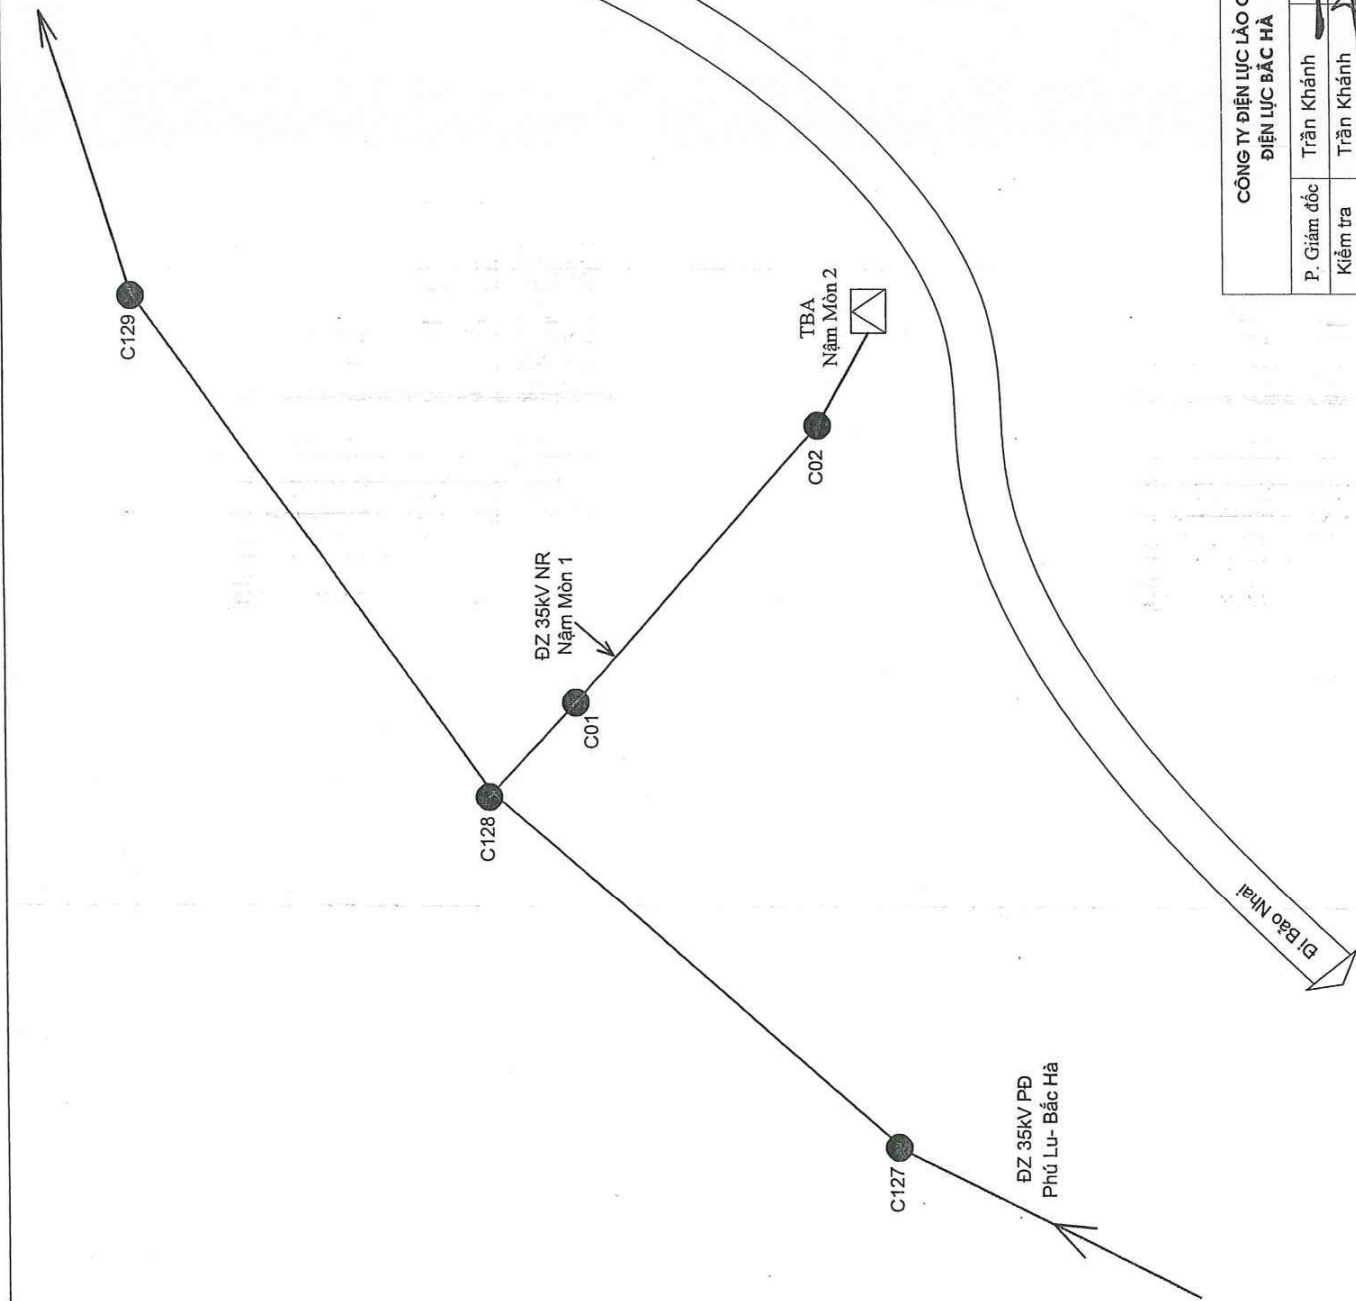 C129
TBA
Nậm Mòn 2
C02
ĐZ 35kV NR
Nậm Mòn 1
C01
C128
C127
ĐZ 35kV PĐ
Phú Lu- Bắc Hà
Đi Bảo Nhai
CÔNG TY ĐIỆN LỰC LÀO
ĐIỆN LỰC BẮC HÀ
P. Giám đốc Trần Khánh
Kiểm tra Trần Khánh